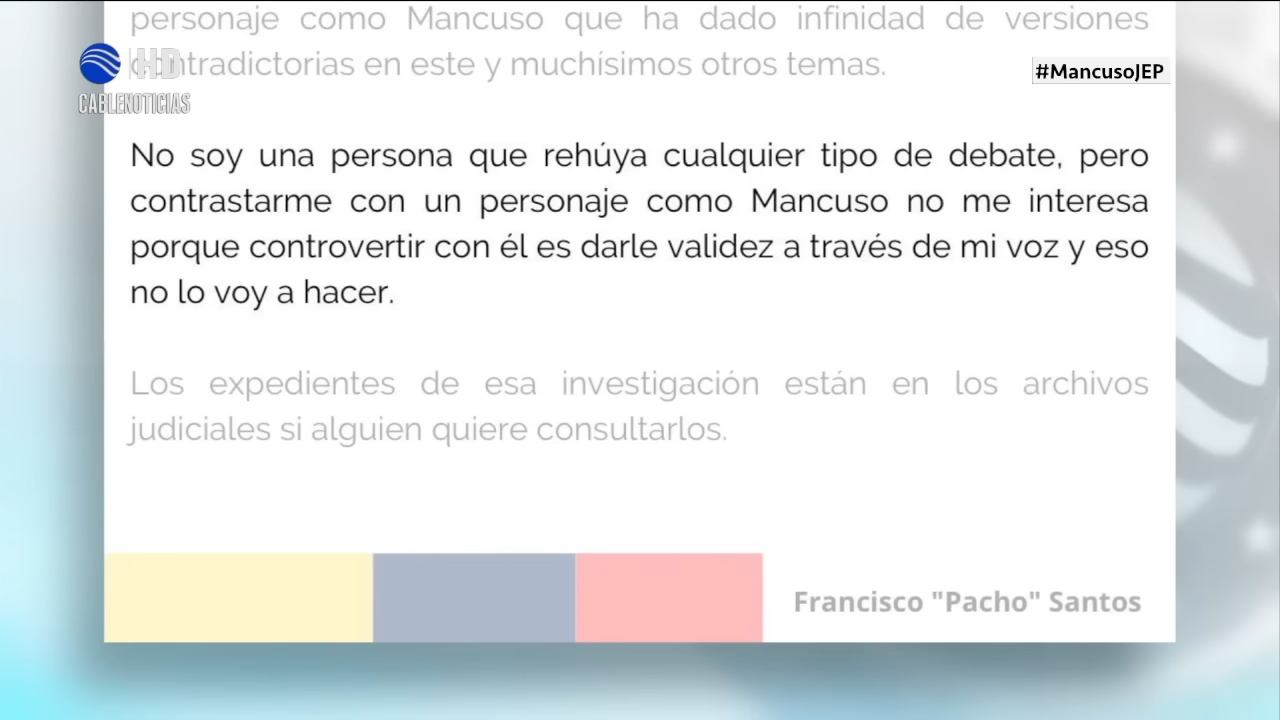 personaje como Mancuso que ha dado infinidad de versiones
contradictorias en este y muchísimos otros temas.
HD
CABLENOTICIAS
#MancusoJEP
No soy una persona que rehúya cualquier tipo de debate, pero
contrastarme con un personaje como Mancuso no me interesa
porque controvertir con él es darle validez a través de mi voz y eso
no lo voy a hacer.
Los expedientes de esa investigación están en los archivos
judiciales si alguien quiere consultarlos.
Francisco "Pacho" Santos